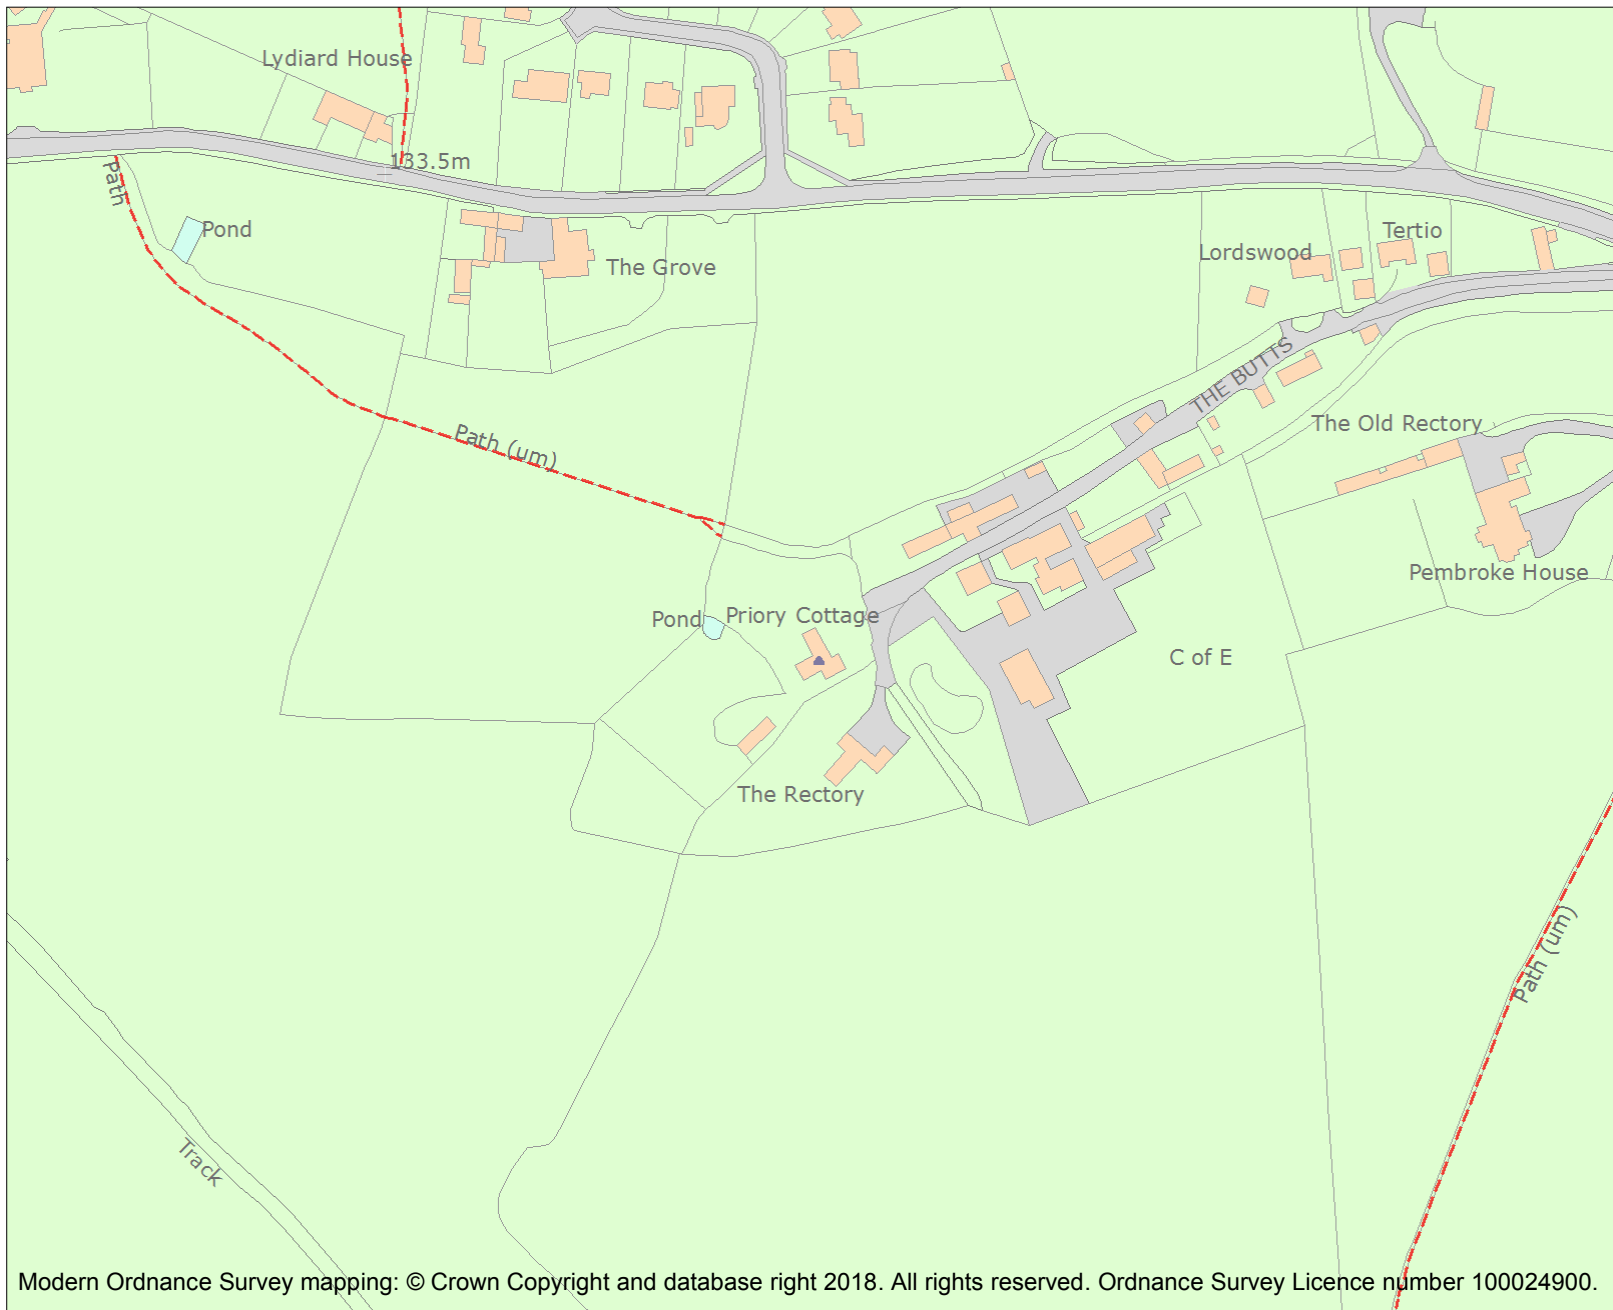 Lydiard House
133.5m
Path
Pond
The Grove
Tertio
Lordswood
THE BUTTS
The Old Rectory
Path (um)
Pembroke House
Pond
Priory Cottage
C of E
The Rectory
Path (um)
Track
Modern Ordnance Survey mapping: © Crown Copyright and database right 2018. All rights reserved. Ordnance Survey Licence number 100024900.